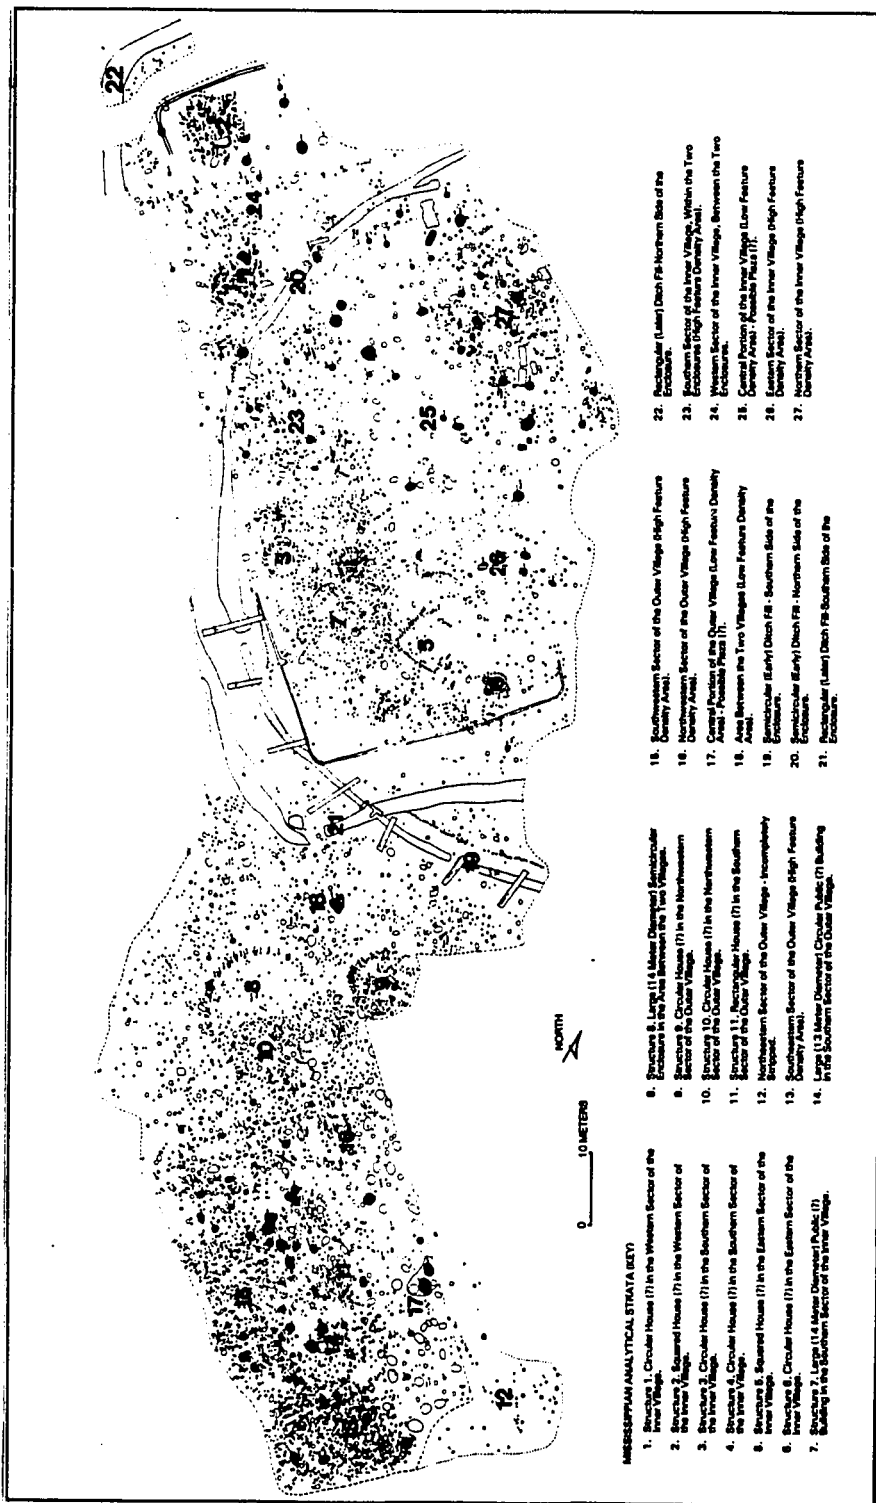 22
2
24
1
20
27
23
25
3
4
26
7
5
6
21
19
18
8
9
10
16
15
11
17
14
13
12
NORTH
0 10 METERS
MISSISSIPPIAN ANALYTICAL STRATA (KEY)
1. Structure 1. Circular House (?) in the Western Sector of the
Inner Village.
2. Structure 2. Squared House (?) in the Western Sector of
the Inner Village.
3. Structure 3. Circular House (?) in the Southern Sector of
the Inner Village.
4. Structure 4. Circular House (?) in the Southern Sector of
the Inner Village.
5. Structure 5. Squared House (?) in the Eastern Sector of the
Inner Village.
6. Structure 6. Circular House (?) in the Eastern Sector of the
Inner Village.
7. Structure 7. Large (14 Meter Diameter) Public (?)
Building in the Southern Sector of the Inner Village.
8. Structure 8. Large (14 Meter Diameter) Semicircular
Enclosure in the Area Between the Two Villages.
9. Structure 9. Circular House (?) in the Northwestern
Sector of the Outer Village.
10. Structure 10. Circular House (?) in the Northwestern
Sector of the Outer Village.
11. Structure 11. Rectangular House (?) in the Southern
Sector of the Outer Village.
12. Northeastern Sector of the Outer Village - Incompletely
Stripped.
13. Southeastern Sector of the Outer Village (High Feature
Density Area).
14. Large (13 Meter Diameter) Circular Public (?) Building
in the Southern Sector of the Outer Village.
15. Southwestern Sector of the Outer Village (High Feature
Density Area).
16. Northwestern Sector of the Outer Village (High Feature
Density Area).
17. Central Portion of the Outer Village (Low Feature Density
Area) - Possible Plaza (?).
18. Area Between the Two Villages (Low Feature Density
Area).
19. Semicircular (Early) Ditch Fill - Southern Side of the
Enclosure.
20. Semicircular (Early) Ditch Fill - Northern Side of the
Enclosure.
21. Rectangular (Later) Ditch Fill-Southern Side of the
Enclosure.
22. Rectangular (Later) Ditch Fill-Northern Side of the
Enclosure.
23. Southern Sector of the Inner Village, Within the Two
Enclosures (High Feature Density Area).
24. Western Sector of the Inner Village, Between the Two
Enclosures.
25. Central Portion of the Inner Village (Low Feature
Density Area) - Possible Plaza (?).
26. Eastern Sector of the Inner Village (High Feature
Density Area).
27. Northern Sector of the Inner Village (High Feature
Density Area).